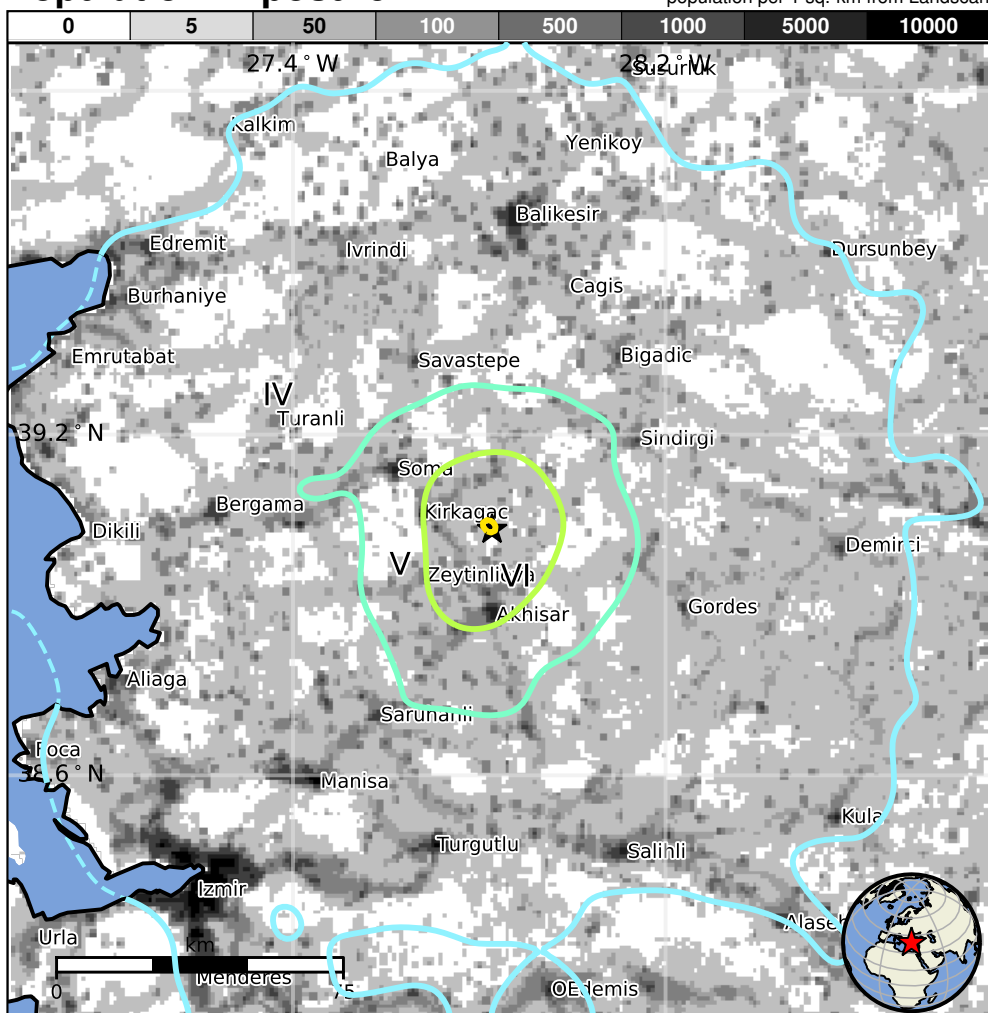 population per 1 sq. km from Landscan
0 5 50 100 500 1000 5000 10000
27.4°W 28.2°W
Susurluk
Kalkim
Yenikoy
Balya
Balikesir
Edremit
Ivrindi
Dursunbey
Cagis
Burhaniye
Emrutabat
Savastepe
Bigadic
IV
Turanli
39.2°N
Sindirgi
Soma
Bergama
Kirkagac
Dikili
Demirci
V
VI
Gordes
Akhisar
Aliaga
Saruhanli
Foca
38.6°N
Manisa
Kula
Turgutlu
Salihli
Izmir
Urla
km
Menderes
0 75
OEdemis